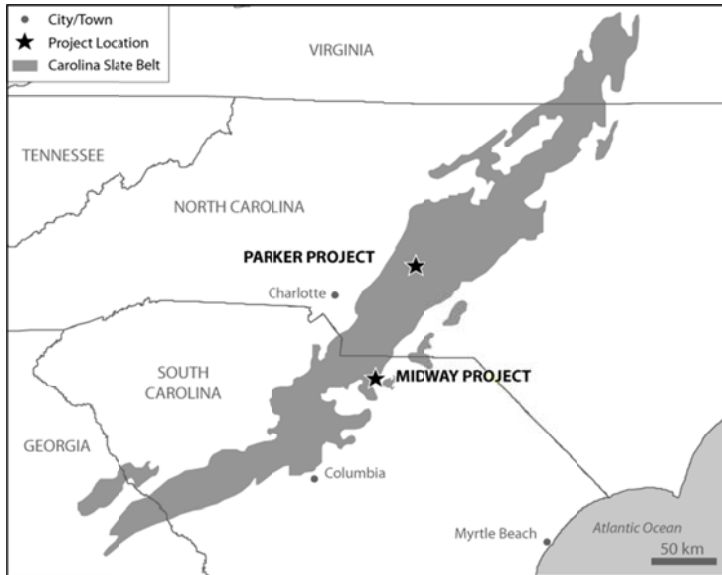 City/Town
Project Location
Carolina Slate Belt
VIRGINIA
TENNESSEE
NORTH CAROLINA
PARKER PROJECT
Charlotte
SOUTH
CAROLINA
MIDWAY PROJECT
GEORGIA
Columbia
Myrtle Beach
Atlantic Ocean
50 km